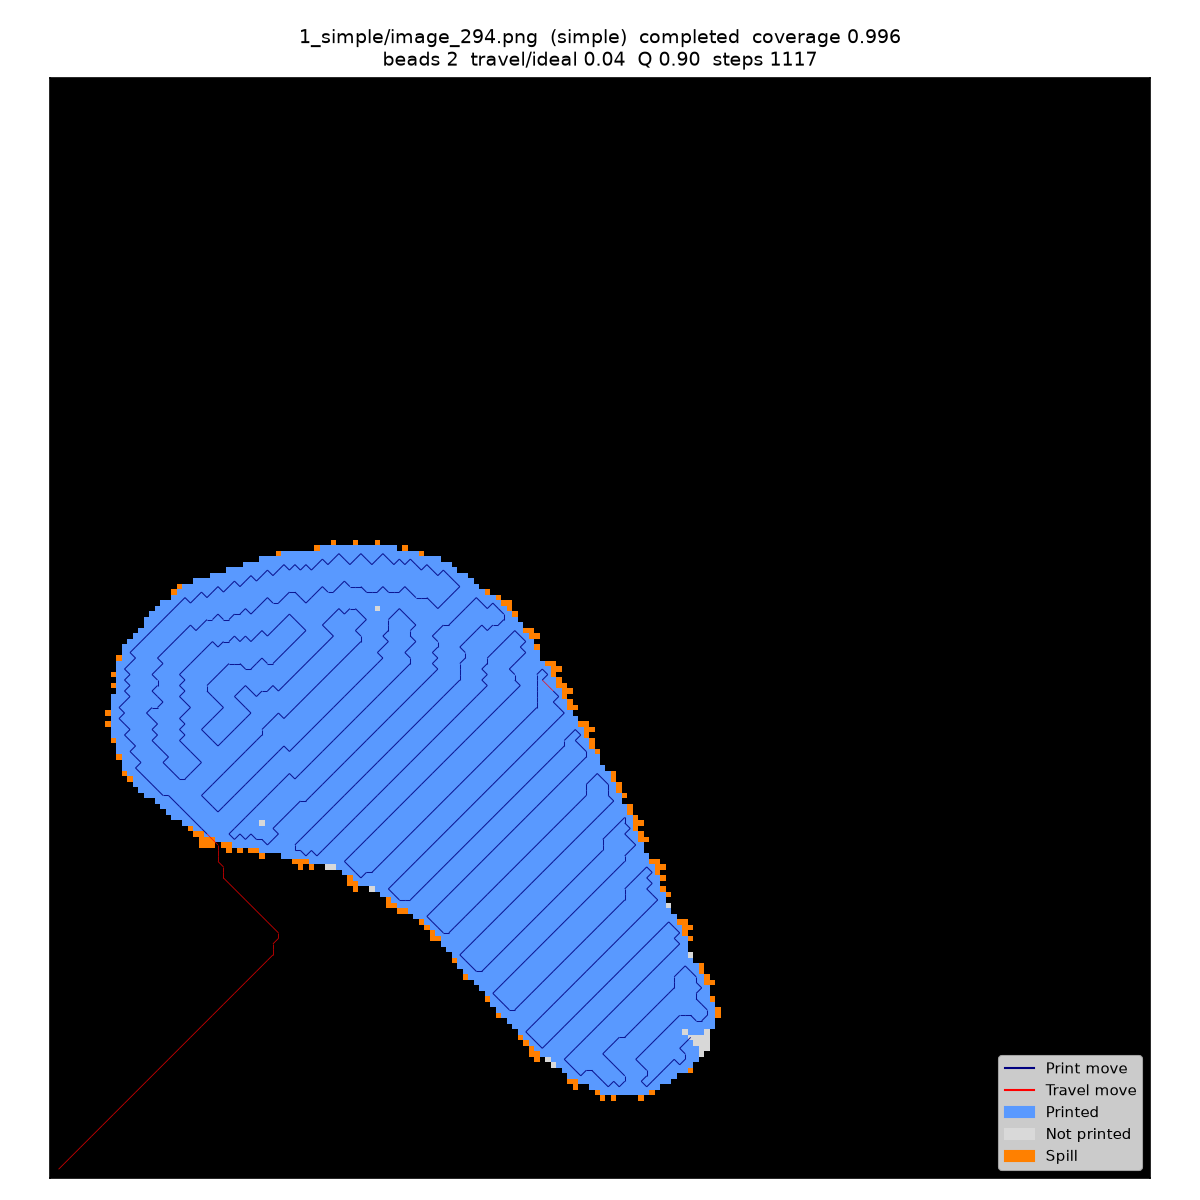 1_simple/image_294.png  (simple)  completed  coverage 0.996
beads 2  travel/ideal 0.04  Q 0.90  steps 1117
Print move
Travel move
Printed
Not printed
Spill